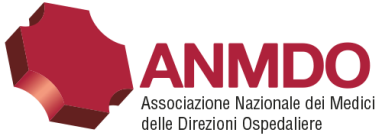 ANMDO
Associazione Nazionale dei Medici
delle Direzioni Ospedaliere